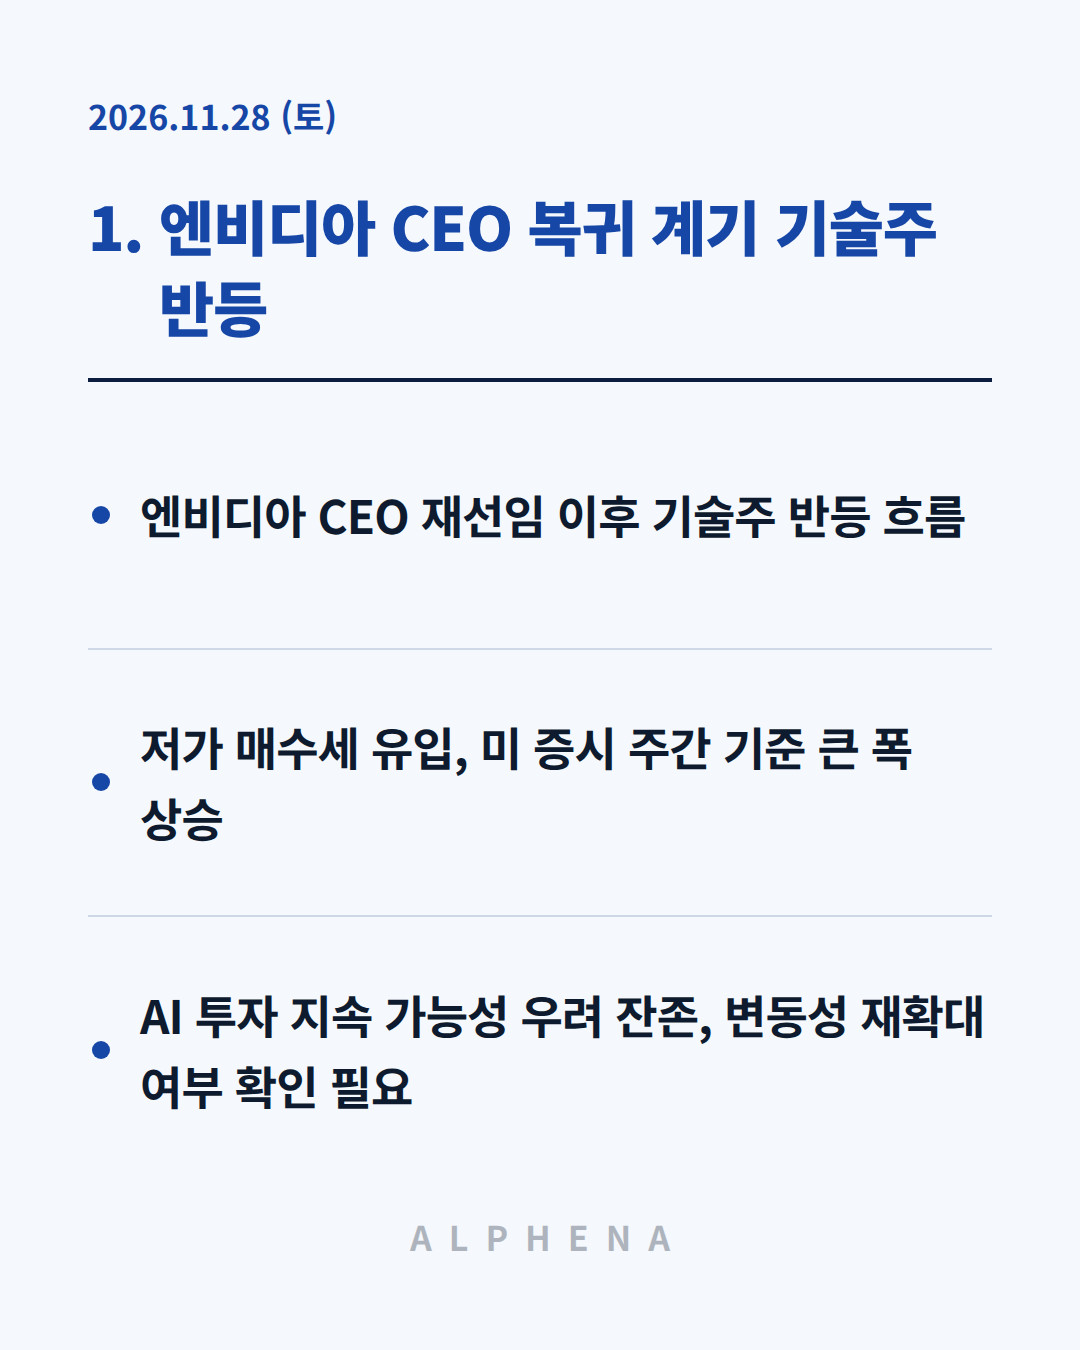 2026.11.28 (토)
1. 엔비디아 CEO 복귀 계기 기술주
반등
엔비디아 CEO 재선임 이후 기술주 반등 흐름
저가 매수세 유입, 미 증시 주간 기준 큰 폭
상승
AI 투자 지속 가능성 우려 잔존, 변동성 재확대
여부 확인 필요
ALPHENA